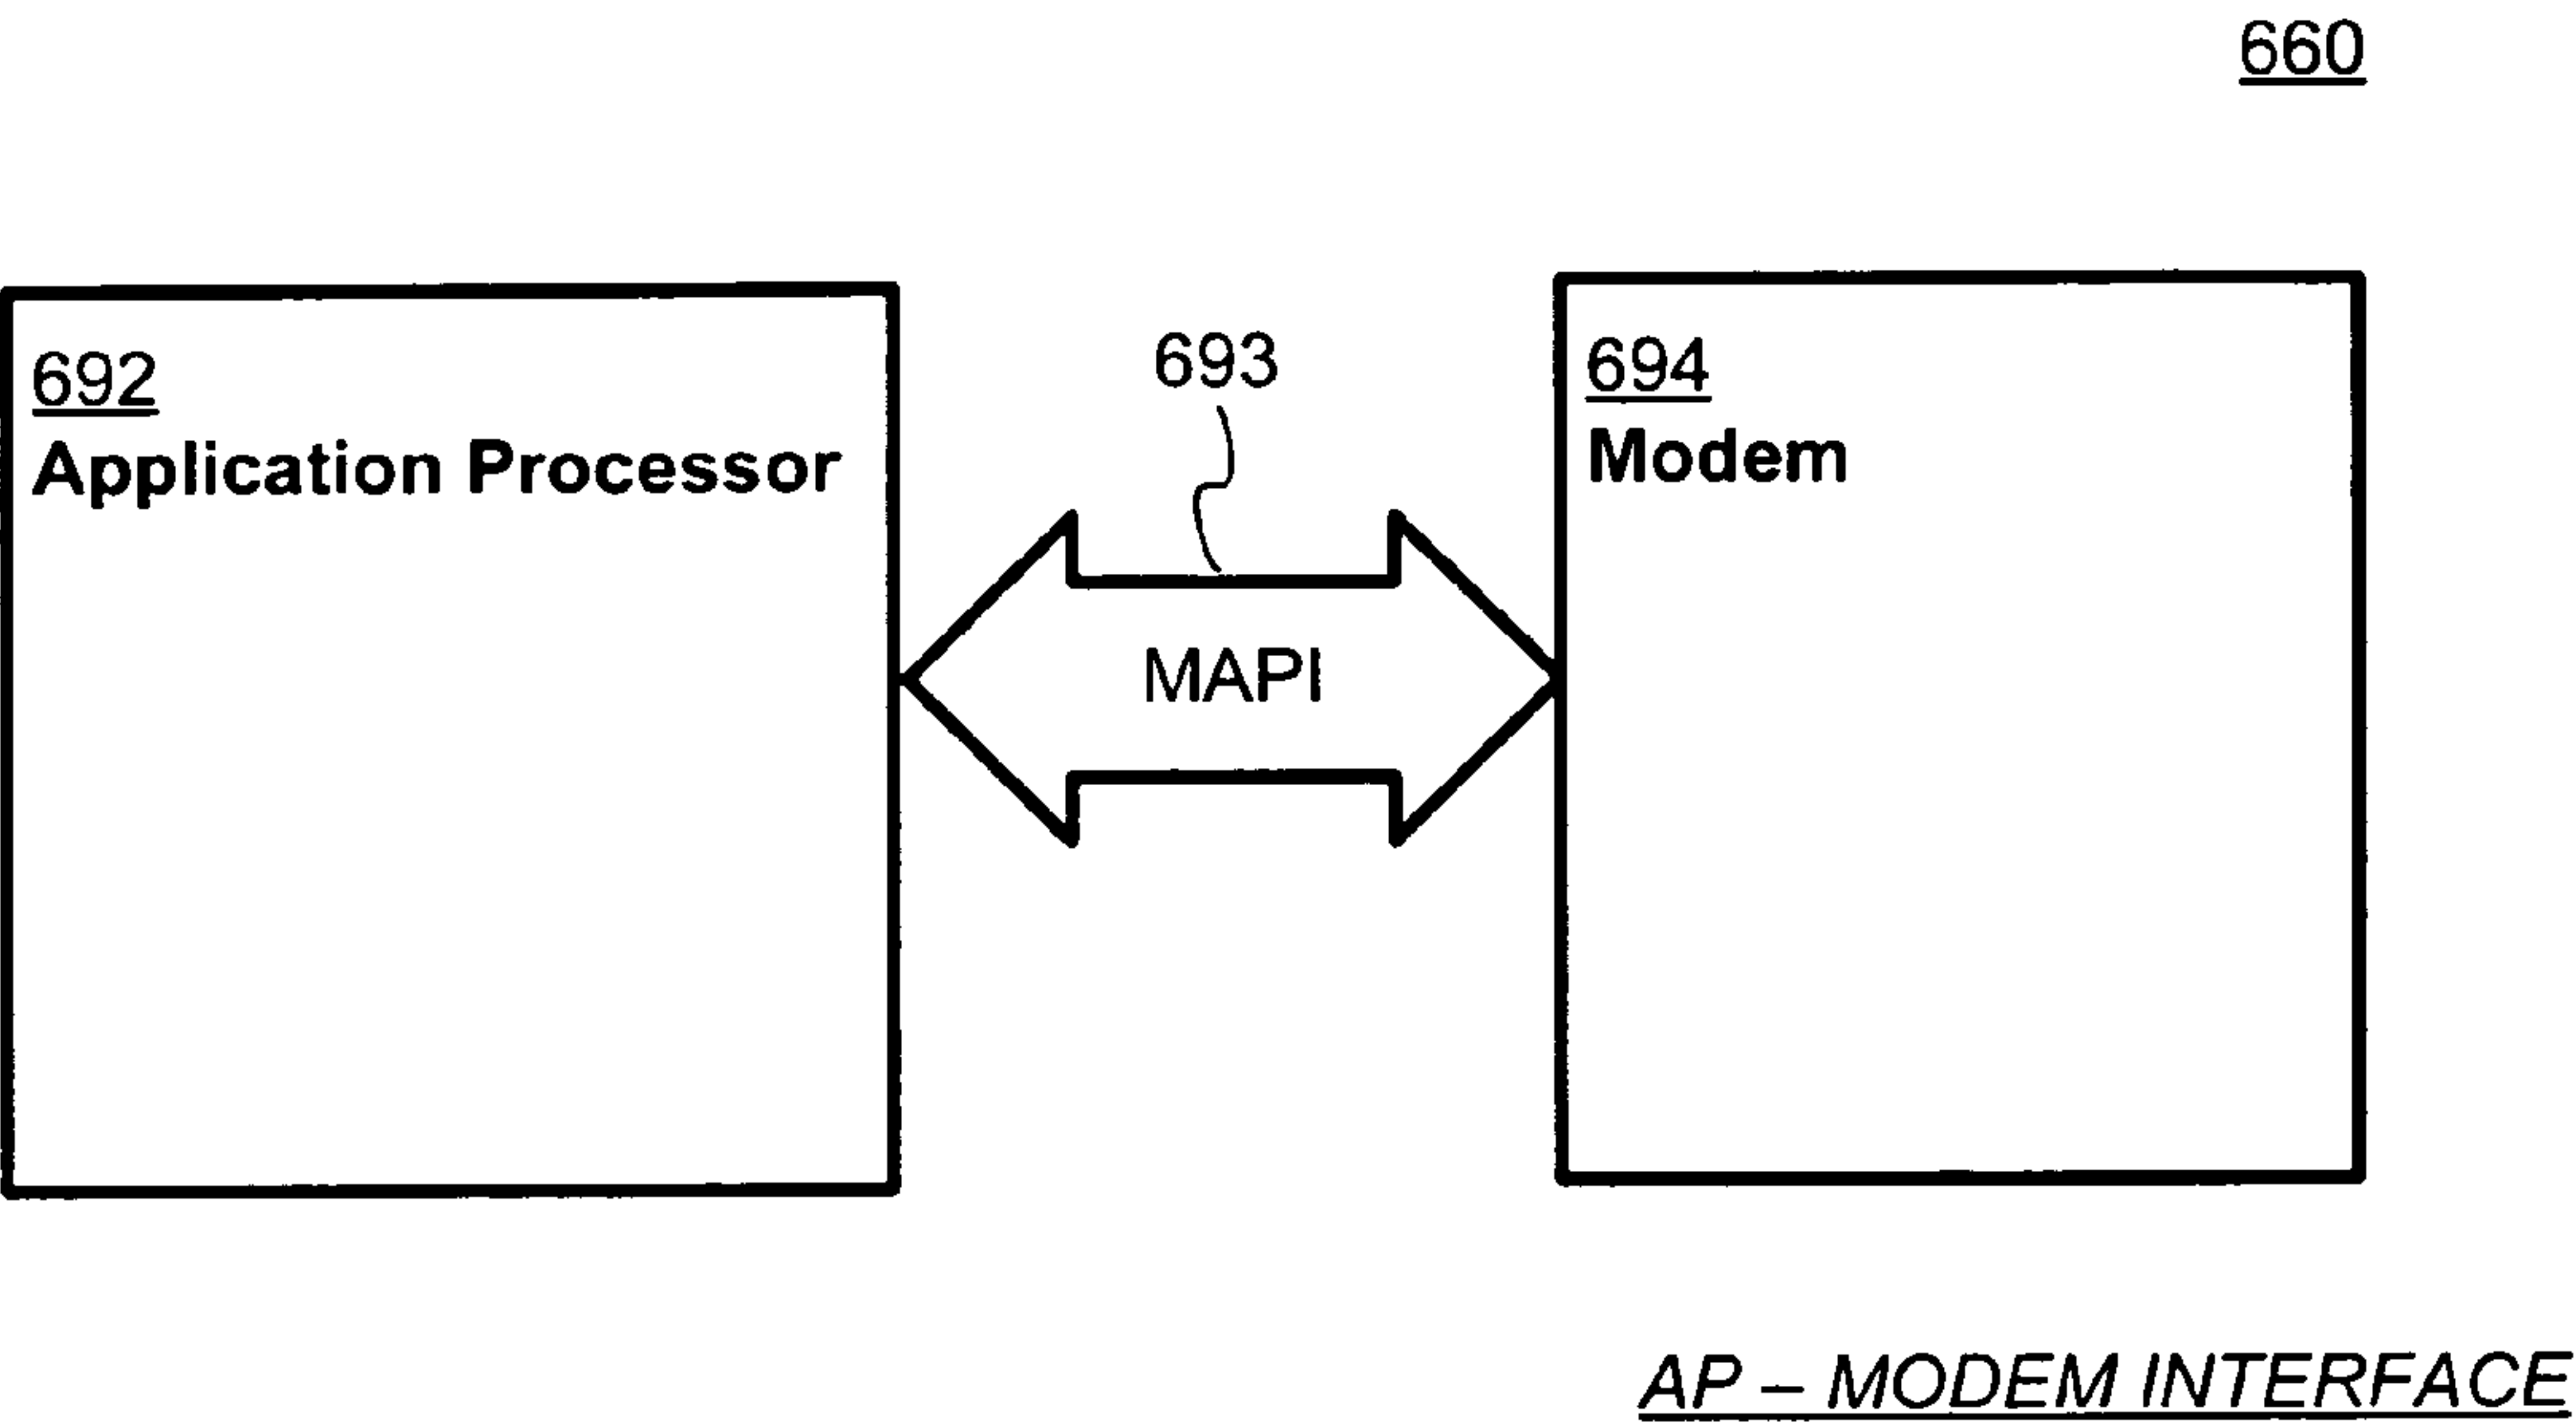 660
692
Application Processor
693
694
Modem
MAPI
AP – MODEM INTERFACE